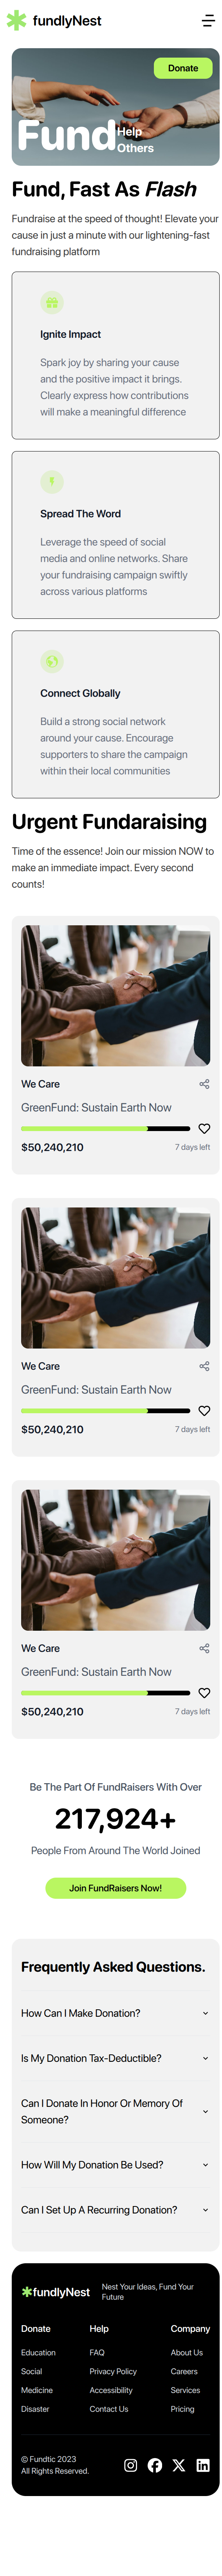 fundlyNest
Donate
Fund Help
Others
Fund, Fast As Flash
Fundraise at the speed of thought! Elevate your
cause in just a minute with our lightening-fast
fundraising platform
Ignite Impact
Spark joy by sharing your cause
and the positive impact it brings.
Clearly express how contributions
will make a meaningful difference
Spread The Word
Leverage the speed of social
media and online networks. Share
your fundraising campaign swiftly
across various platforms
Connect Globally
Build a strong social network
around your cause. Encourage
supporters to share the campaign
within their local communities
Urgent Fundaraising
Time of the essence! Join our mission NOW to
make an immediate impact. Every second
counts!
We Care
GreenFund: Sustain Earth Now
$50,240,210 7 days left
We Care
GreenFund: Sustain Earth Now
$50,240,210 7 days left
We Care
GreenFund: Sustain Earth Now
$50,240,210 7 days left
Be The Part Of FundRaisers With Over
217,924+
People From Around The World Joined
Join FundRaisers Now!
Frequently Asked Questions.
How Can I Make Donation?
Is My Donation Tax-Deductible?
Can I Donate In Honor Or Memory Of
Someone?
How Will My Donation Be Used?
Can I Set Up A Recurring Donation?
fundlyNest
Nest Your Ideas, Fund Your
Future
Donate Help Company
Education FAQ About Us
Social Privacy Policy Careers
Medicine Accessibility Services
Disaster Contact Us Pricing
© Fundtic 2023
All Rights Reserved.